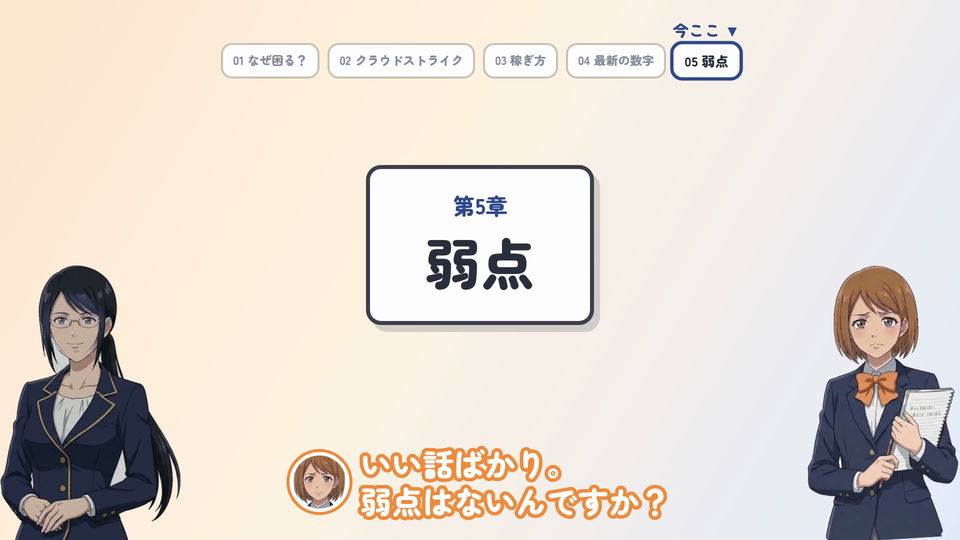 今ここ ▼
01 なぜ困る？
02 クラウドストライク
03 稼ぎ方
04 最新の数字
05 弱点
第5章
弱点
いい話ばかり。
弱点はないんですか？